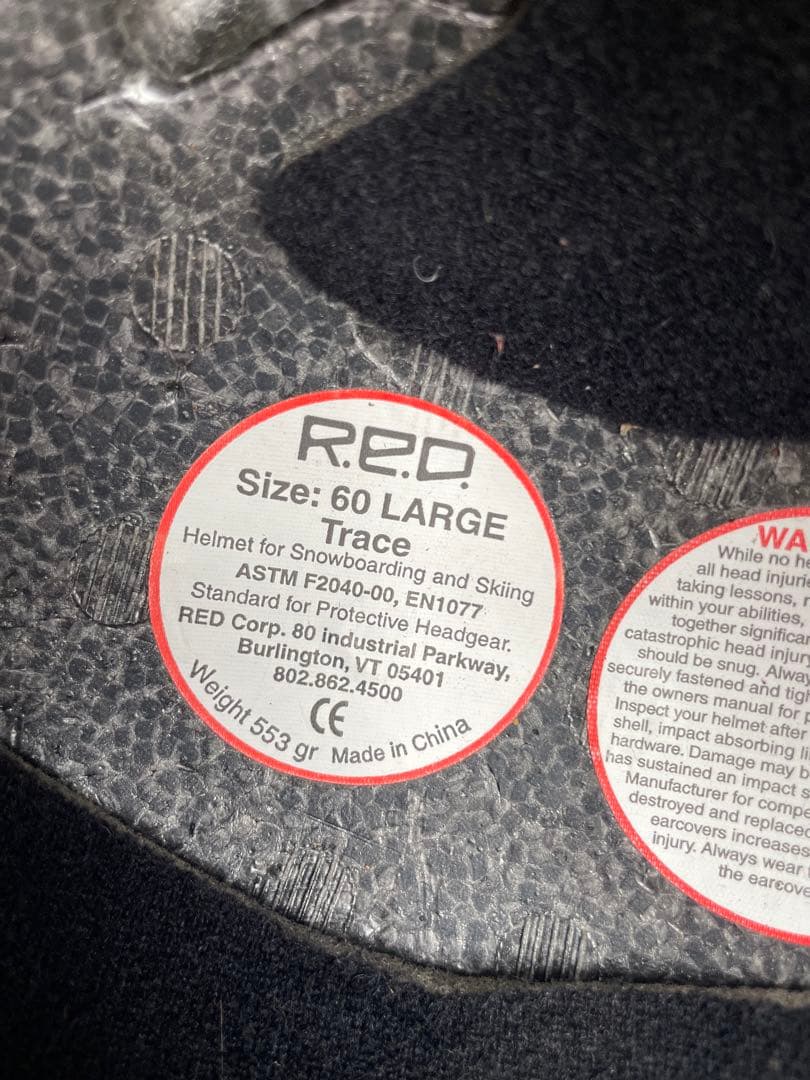 R.E.D.
Size: 60 LARGE
Trace
Helmet for Snowboarding and Skiing
ASTM F2040-00, EN1077
Standard for Protective Headgear.
RED Corp. 80 industrial Parkway,
Burlington, VT 05401
802.862.4500
CE
Weight 553 gr Made in China
WA
While no he
all head injurie
taking lessons,
within your abilities,
together significa
catastrophic head injur
should be snug. Alway
securely fastened and tig
the owners manual for
Inspect your helmet after
shell, impact absorbing li
hardware. Damage may b
has sustained an impact s
Manufacturer for comp
destroyed and replaced
earcovers increases
injury. Always wear
the earcove